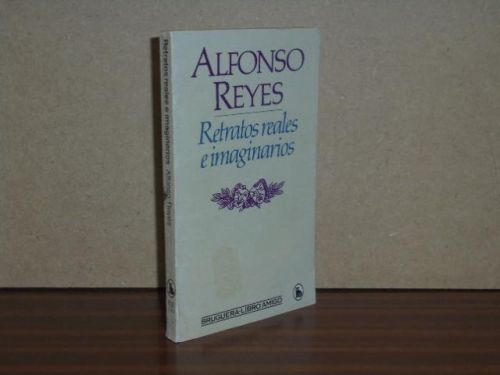 ALFONSO
REYES
Retratos reales
e imaginarios
BRUGUERA-LIBRO AMIGO
Retratos reales e imaginarios Alfonso Reyes